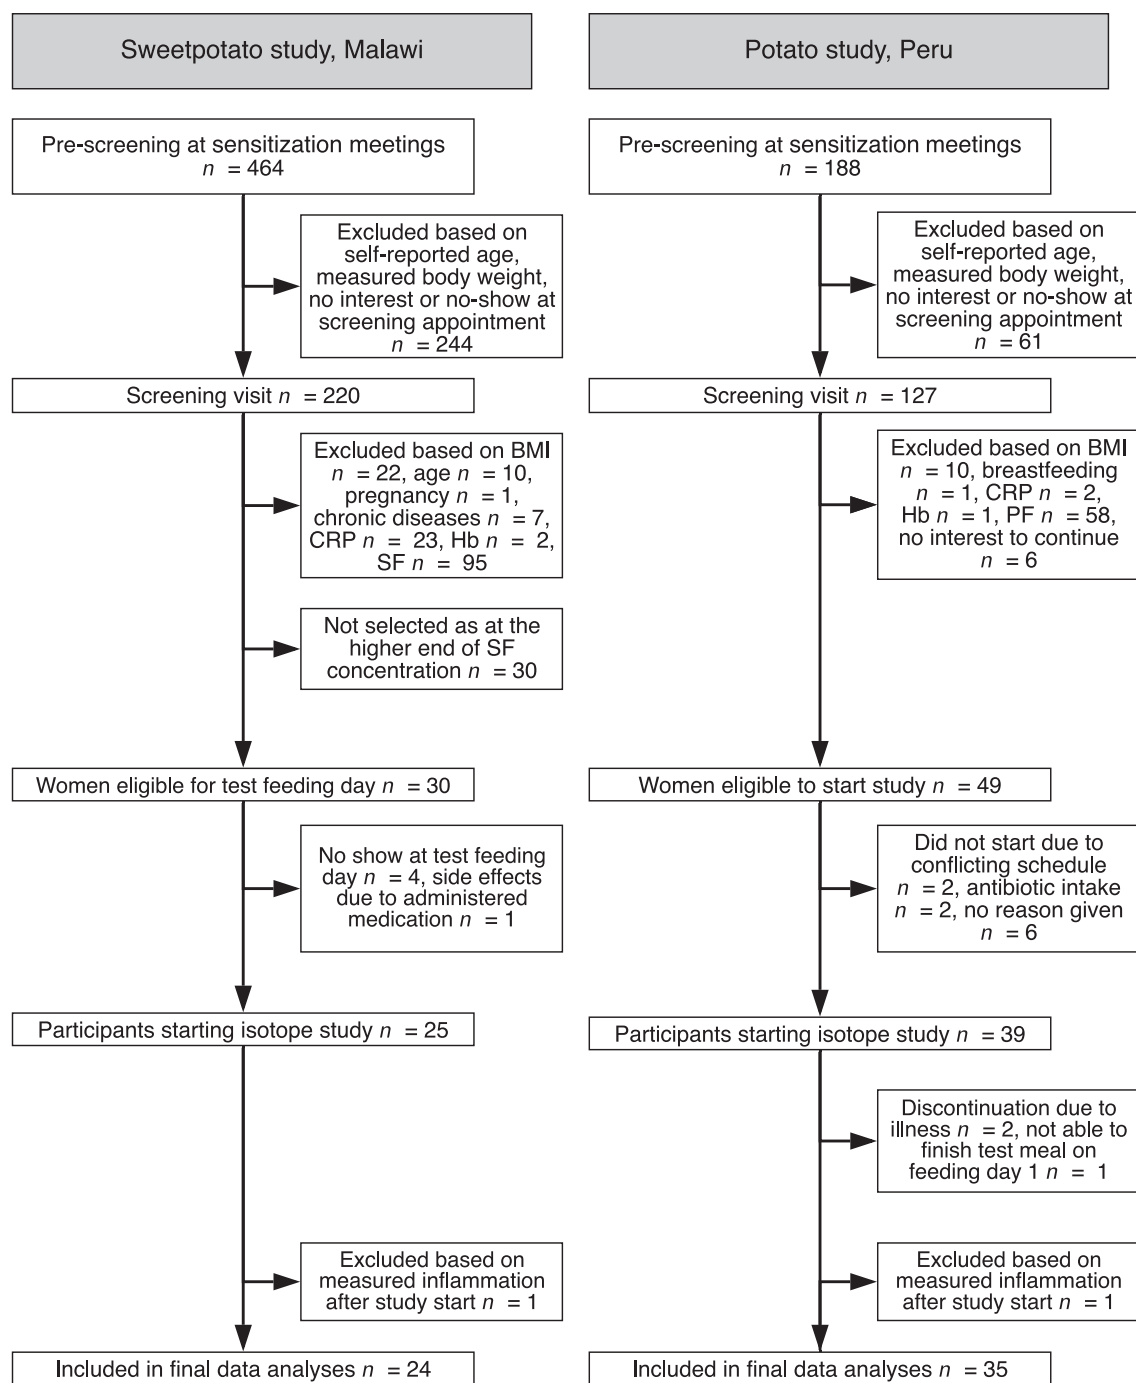 Sweetpotato study, Malawi
Pre-screening at sensitization meetings
n = 464
Excluded based on
self-reported age,
measured body weight,
no interest or no-show at
screening appointment
n = 244
Screening visit n = 220
Excluded based on BMI
n = 22, age n = 10,
pregnancy n = 1,
chronic diseases n = 7,
CRP n = 23, Hb n = 2,
SF n = 95
Not selected as at the
higher end of SF
concentration n = 30
Women eligible for test feeding day n = 30
No show at test feeding
day n = 4, side effects
due to administered
medication n = 1
Participants starting isotope study n = 25
Excluded based on
measured inflammation
after study start n = 1
Included in final data analyses n = 24
Potato study, Peru
Pre-screening at sensitization meetings
n = 188
Excluded based on
self-reported age,
measured body weight,
no interest or no-show at
screening appointment
n = 61
Screening visit n = 127
Excluded based on BMI
n = 10, breastfeeding
n = 1, CRP n = 2,
Hb n = 1, PF n = 58,
no interest to continue
n = 6
Women eligible to start study n = 49
Did not start due to
conflicting schedule
n = 2, antibiotic intake
n = 2, no reason given
n = 6
Participants starting isotope study n = 39
Discontinuation due to
illness n = 2, not able to
finish test meal on
feeding day 1 n = 1
Excluded based on
measured inflammation
after study start n = 1
Included in final data analyses n = 35